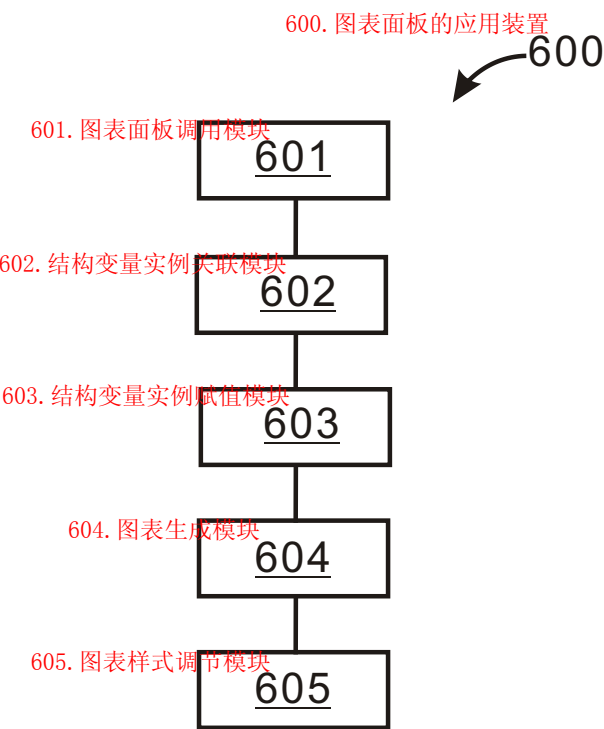 600.图表面板的应用装置
600
601.图表面板调用模块
601
602.结构变量实例关联模块
602
603.结构变量实例赋值模块
603
604.图表生成模块
604
605.图表样式调节模块
605